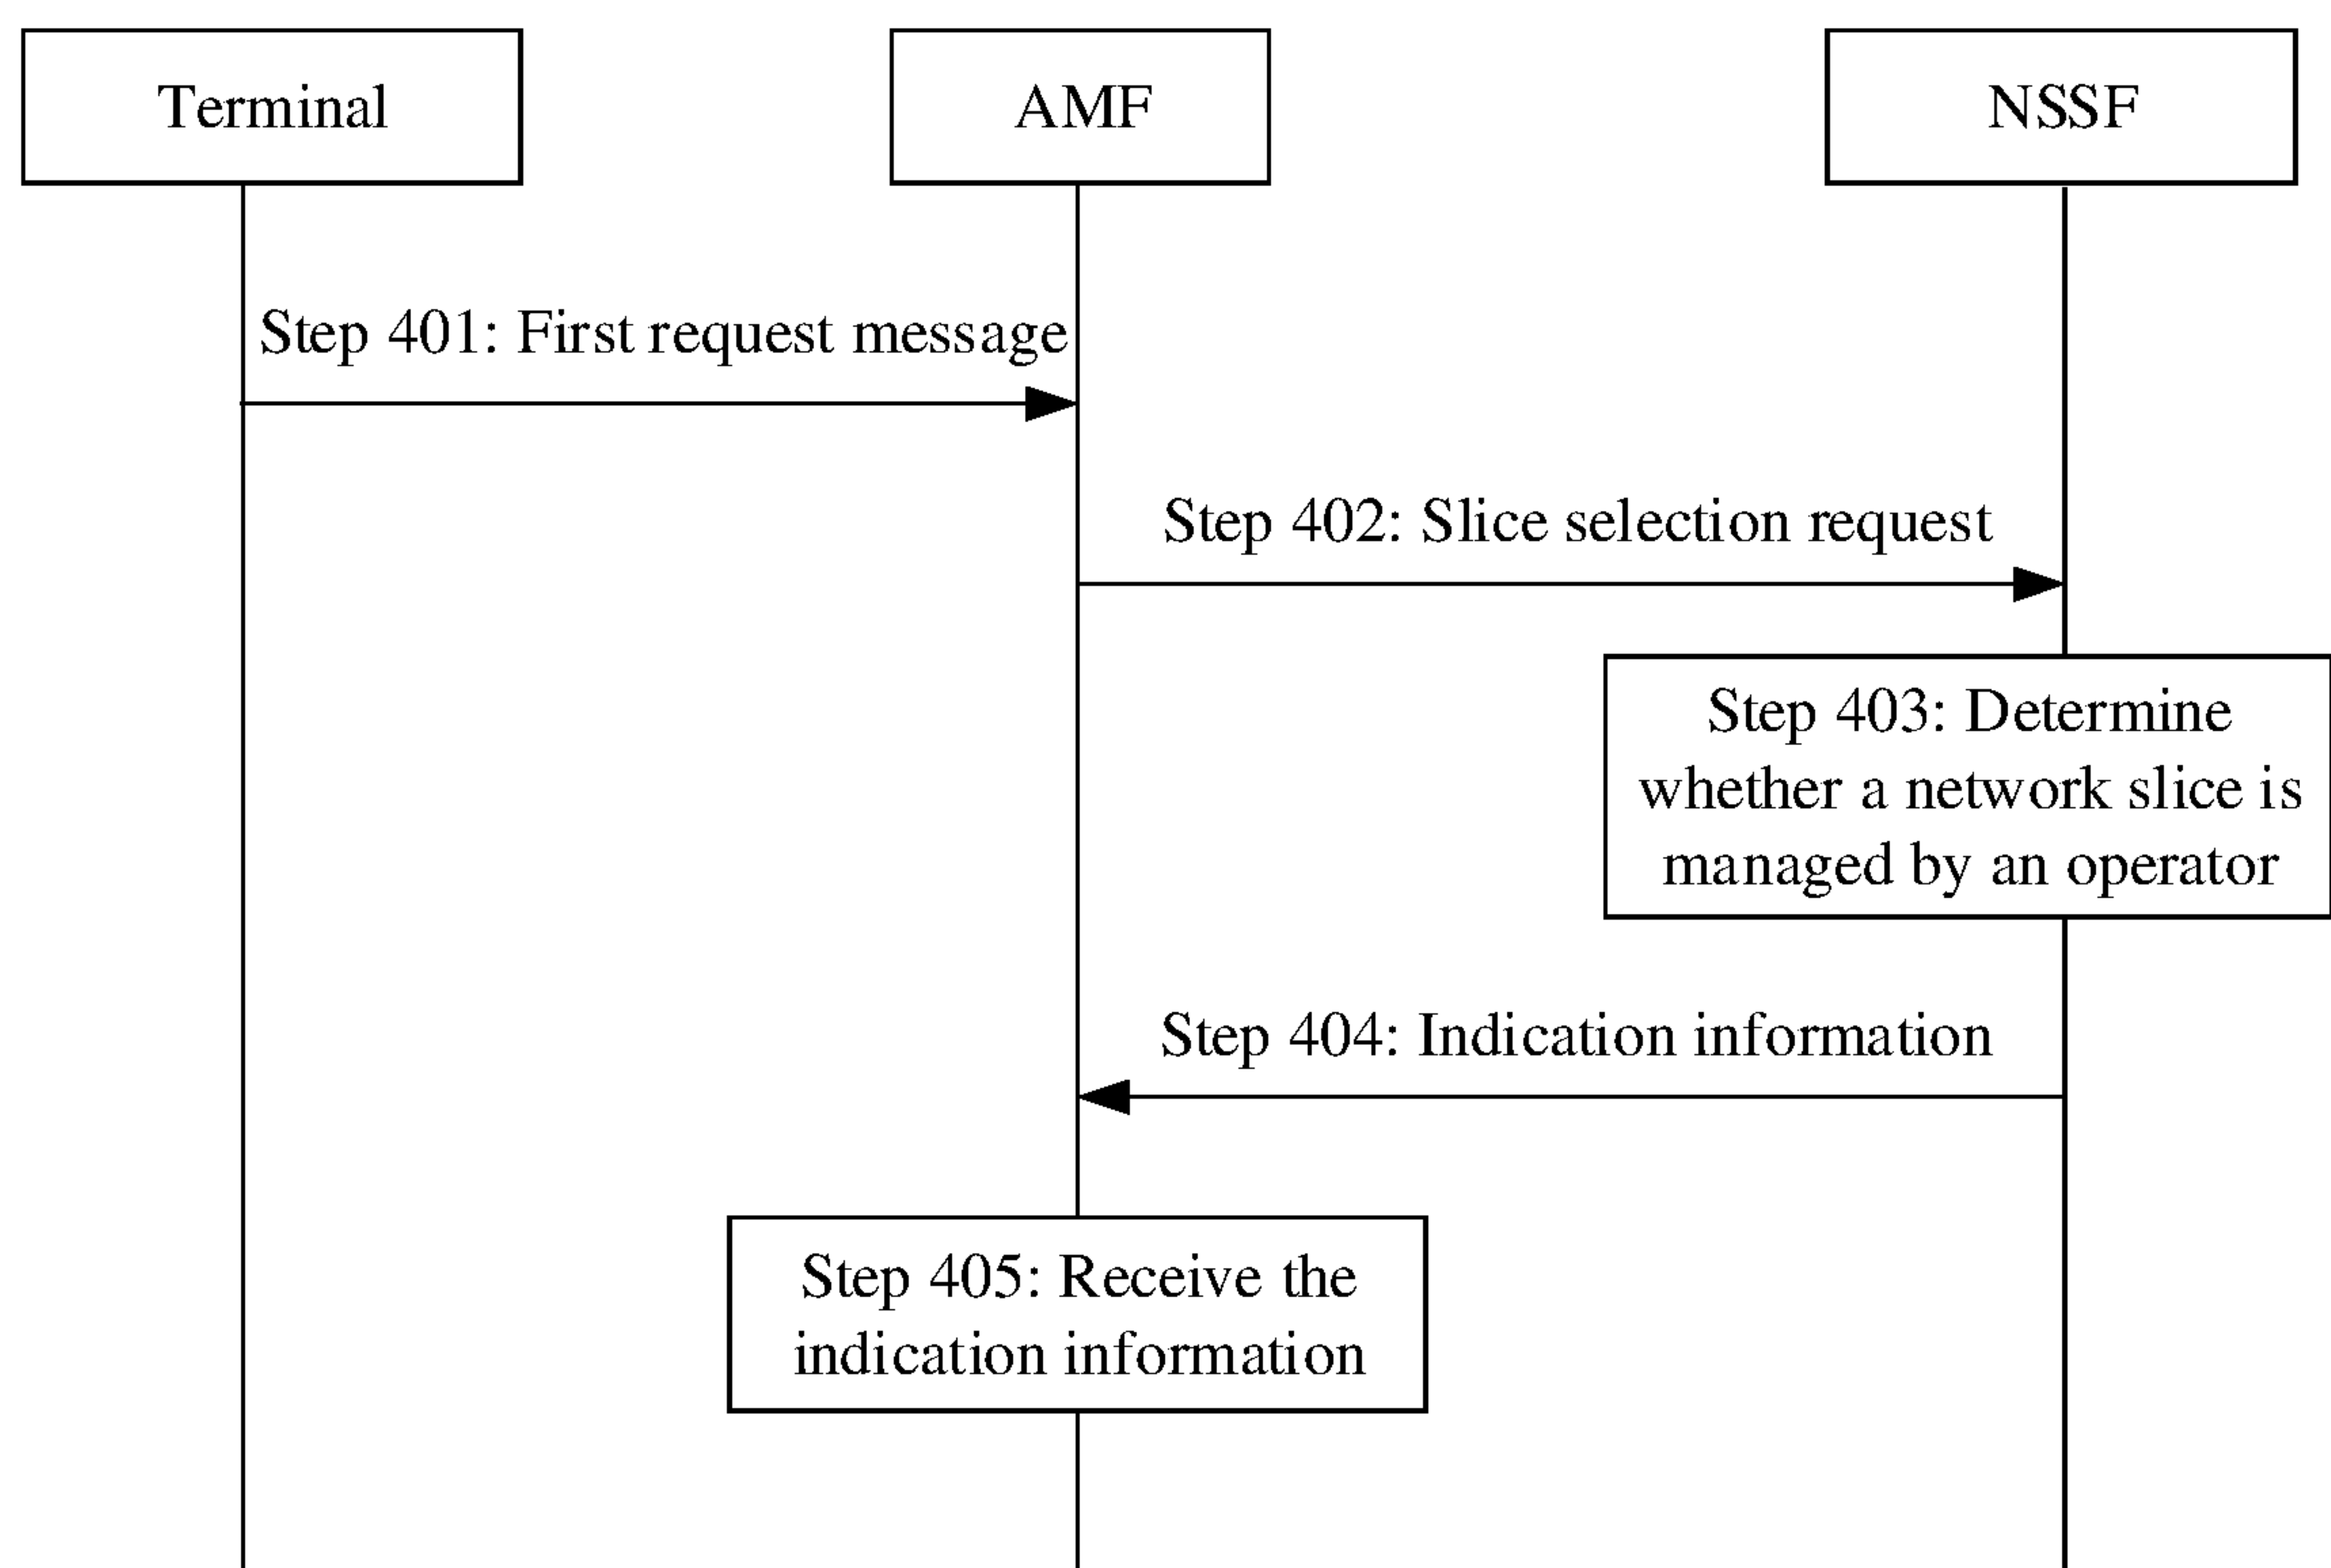 Terminal
AMF
NSSF
Step 401: First request message
Step 402: Slice selection request
Step 403: Determine
whether a network slice is
managed by an operator
Step 404: Indication information
Step 405: Receive the
indication information